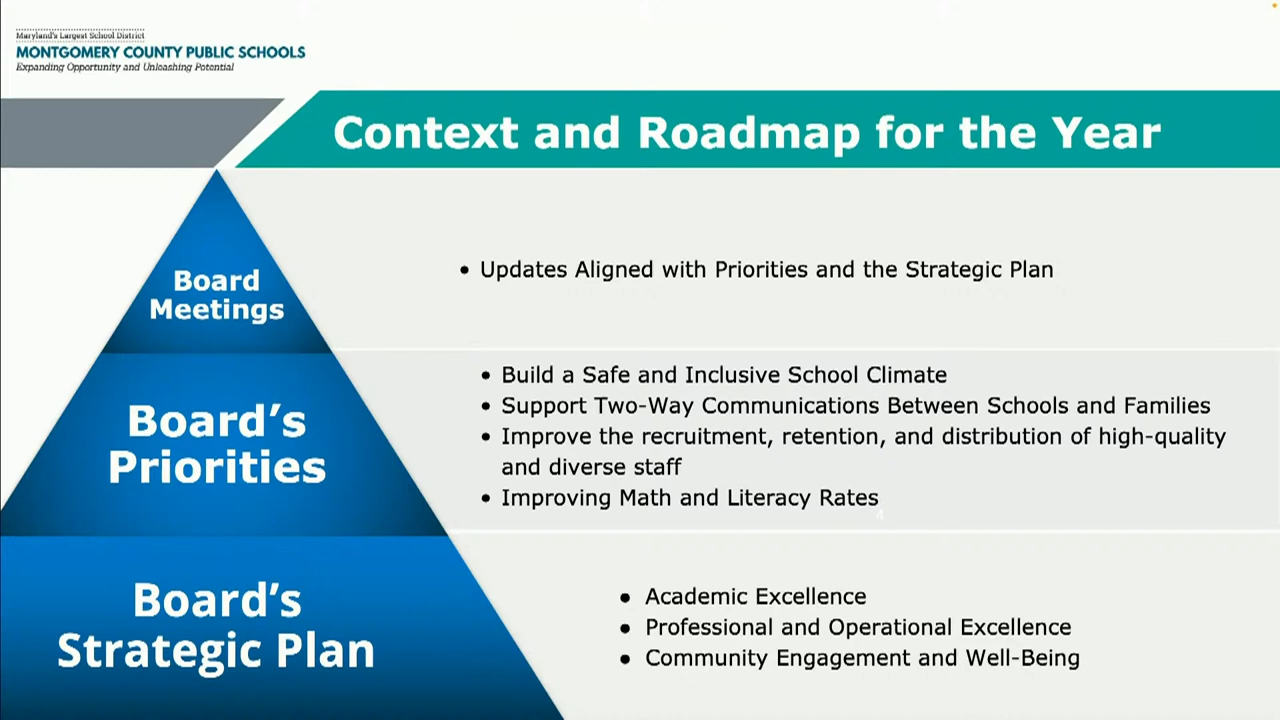 Maryland's Largest School District
MONTGOMERY COUNTY PUBLIC SCHOOLS
Expanding Opportunity and Unleashing Potential
Context and Roadmap for the Year
Board
Meetings
• Updates Aligned with Priorities and the Strategic Plan
Board's
Priorities
• Build a Safe and Inclusive School Climate
• Support Two-Way Communications Between Schools and Families
• Improve the recruitment, retention, and distribution of high-quality
and diverse staff
• Improving Math and Literacy Rates
4
Board's
Strategic Plan
• Academic Excellence
• Professional and Operational Excellence
• Community Engagement and Well-Being